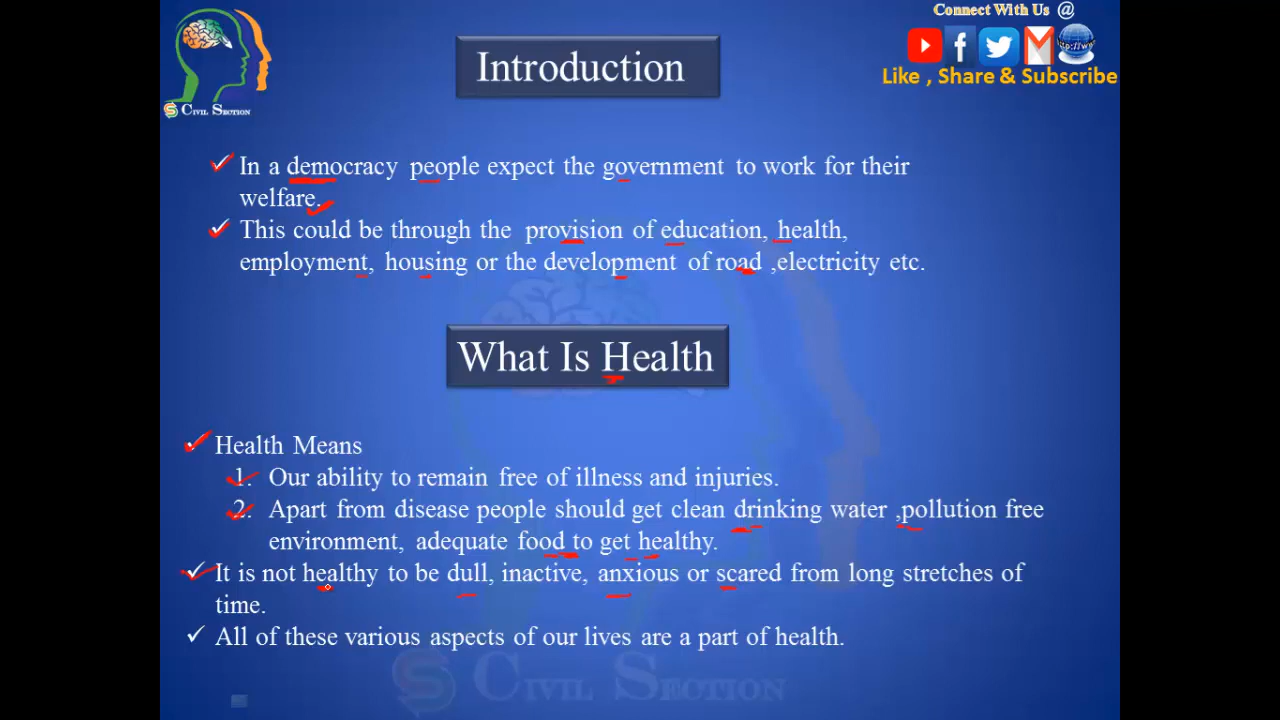 Connect With Us @
http://ww
Like , Share & Subscribe
S CIVIL SECTION
Introduction
In a democracy people expect the government to work for their
welfare.
This could be through the provision of education, health,
employment, housing or the development of road ,electricity etc.
What Is Health
Health Means
1. Our ability to remain free of illness and injuries.
2. Apart from disease people should get clean drinking water ,pollution free
environment, adequate food to get healthy.
It is not healthy to be dull, inactive, anxious or scared from long stretches of
time.
All of these various aspects of our lives are a part of health.
S CIVIL SECTION